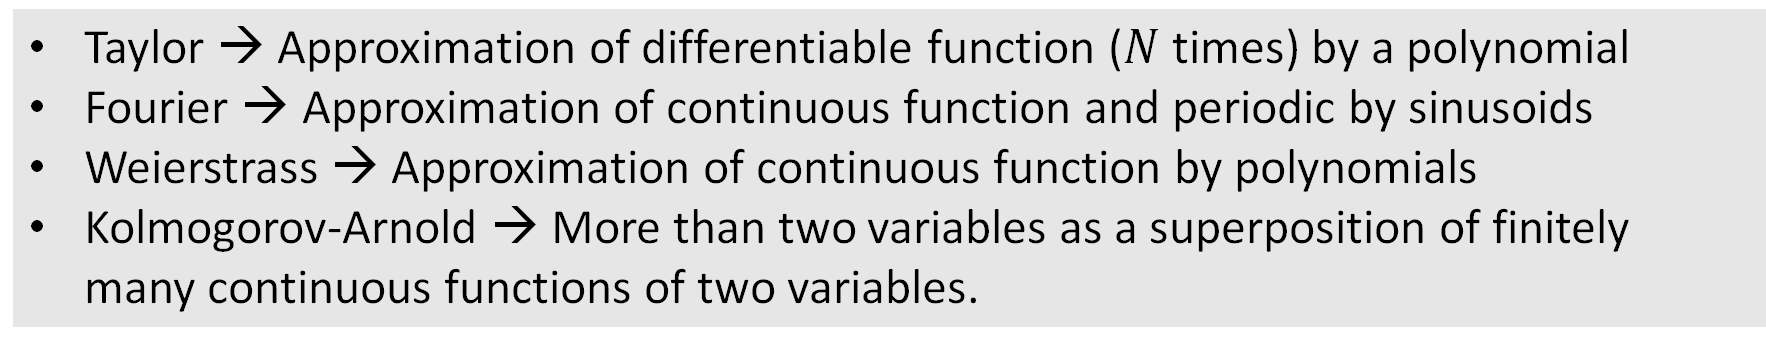 • Taylor → Approximation of differentiable function (N times) by a polynomial
• Fourier → Approximation of continuous function and periodic by sinusoids
• Weierstrass → Approximation of continuous function by polynomials
• Kolmogorov-Arnold → More than two variables as a superposition of finitely
many continuous functions of two variables.